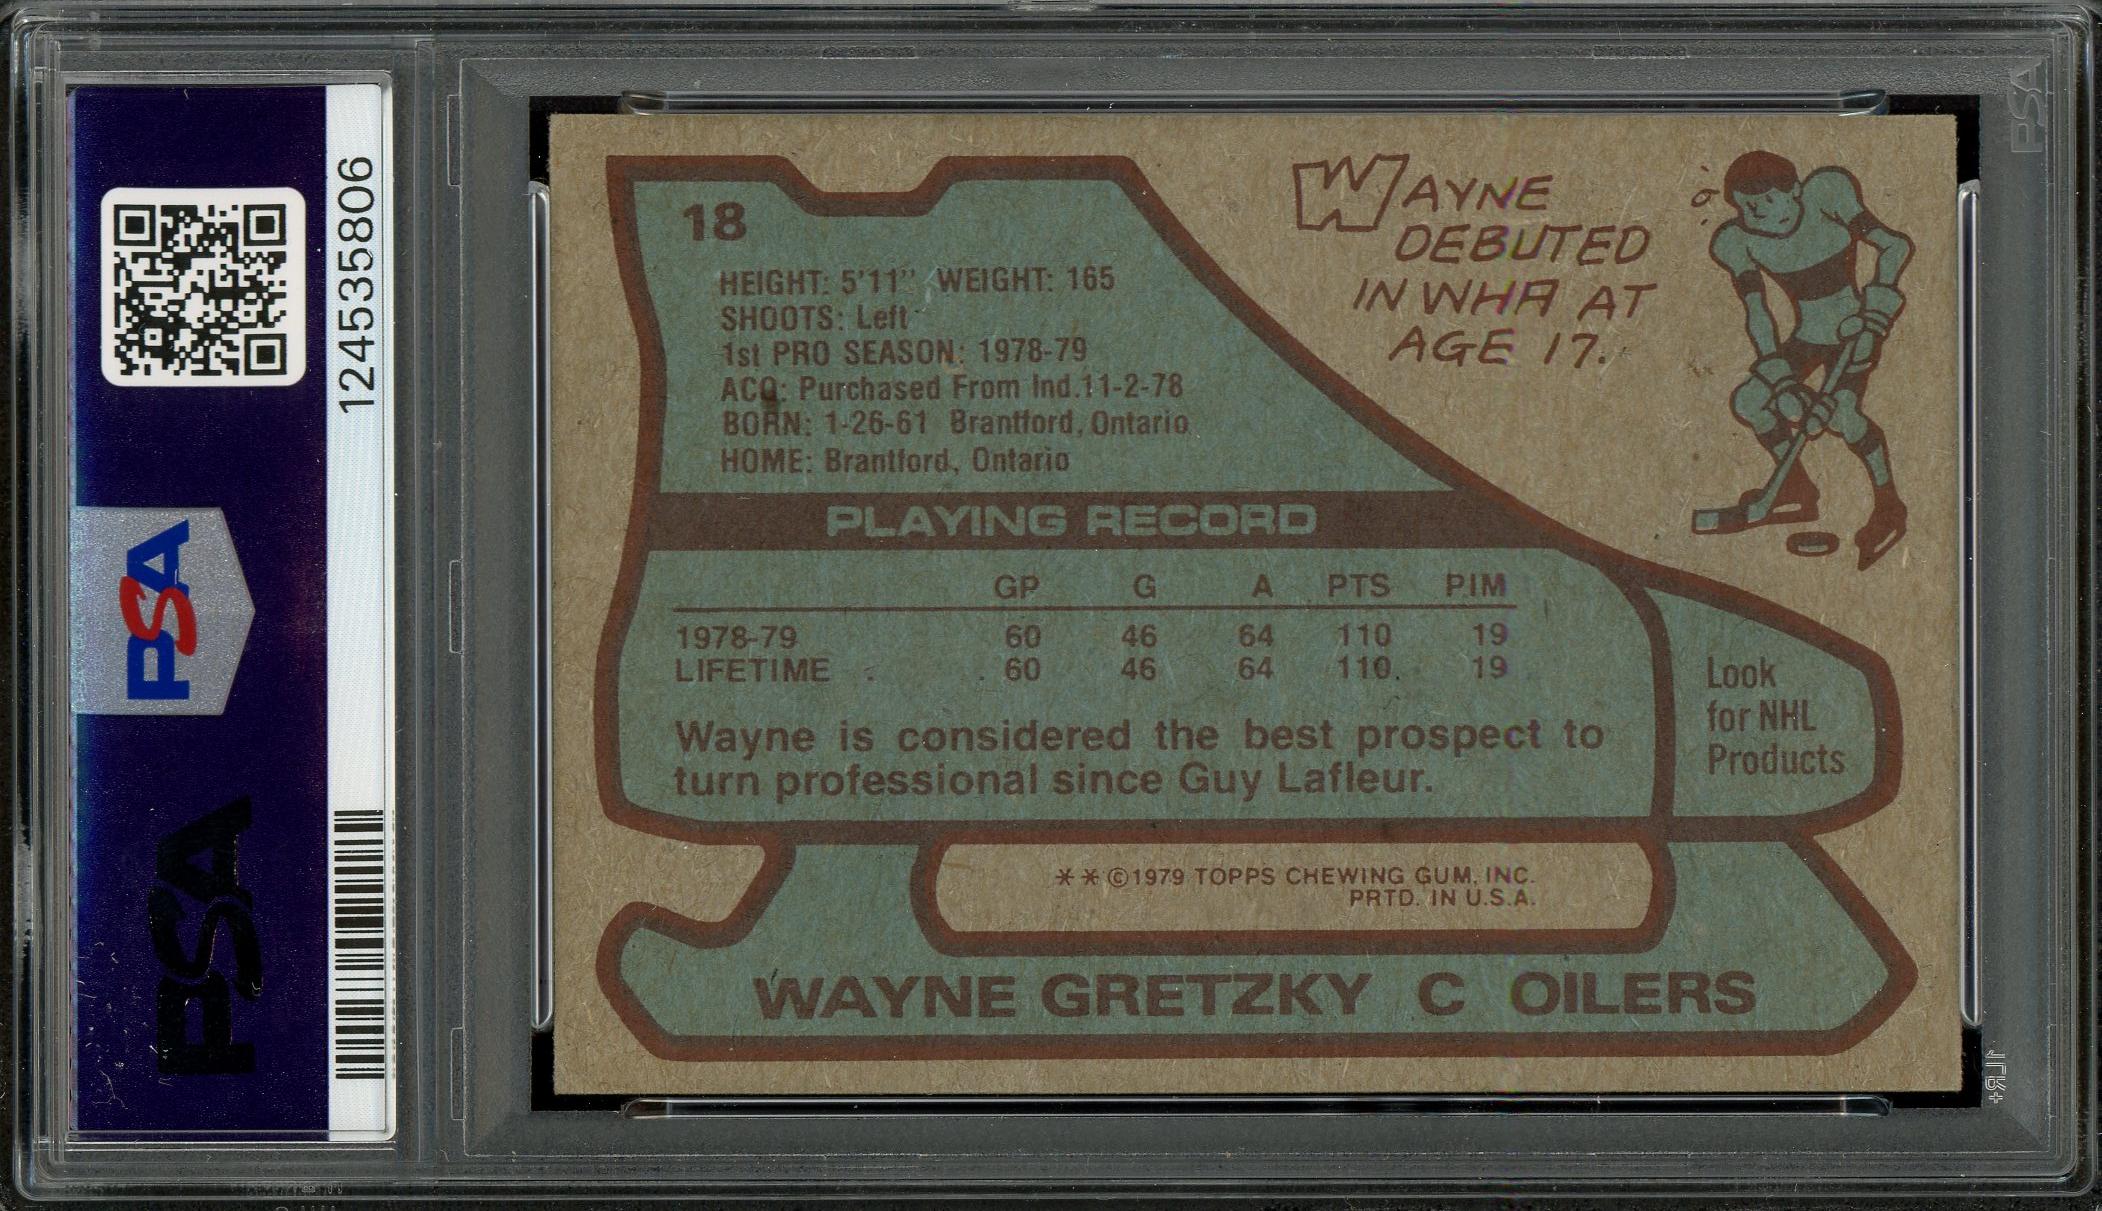 124535806
PSA
PSA
18
HEIGHT: 5'11" WEIGHT: 165
SHOOTS: Left
1st PRO SEASON: 1978-79
ACQ: Purchased From Ind.11-2-78
BORN: 1-26-61 Brantford, Ontario
HOME: Brantford, Ontario
WAYNE
DEBUTED
IN WHA AT
AGE 17.
PLAYING RECORD
GP G A PTS PIM
1978-79 60 46 64 110 19
LIFETIME 60 46 64 110 19
Wayne is considered the best prospect to
turn professional since Guy Lafleur.
Look
for NHL
Products
**©1979 TOPPS CHEWING GUM, INC.
PRTD. IN U.S.A.
WAYNE GRETZKY C OILERS
PSA